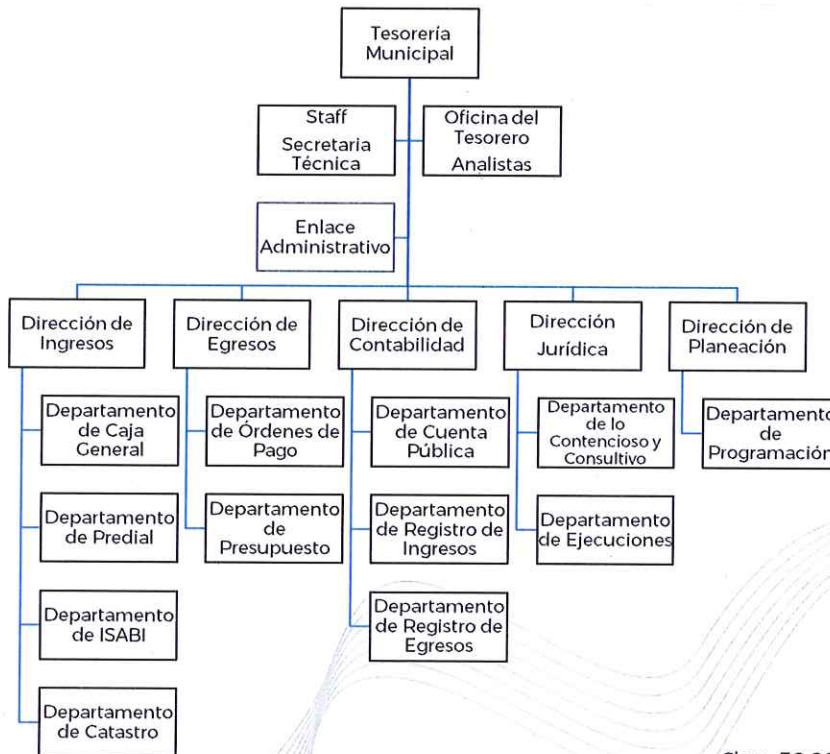 Tesorería
Municipal
Staff
Secretaria
Técnica
Oficina del
Tesorero
Analistas
Enlace
Administrativo
Dirección de
Ingresos
Dirección de
Egresos
Dirección de
Contabilidad
Dirección
Jurídica
Dirección de
Planeación
Departamento
de Caja
General
Departamento
de Órdenes de
Pago
Departamento
de Cuenta
Pública
Departamento
de lo
Contencioso y
Consultivo
Departamento
de
Programación
Departamento
de Predial
Departamento
de
Presupuesto
Departamento
de Registro de
Ingresos
Departamento
de Ejecuciones
Departamento
de ISABI
Departamento
de Registro de
Egresos
Departamento
de Catastro